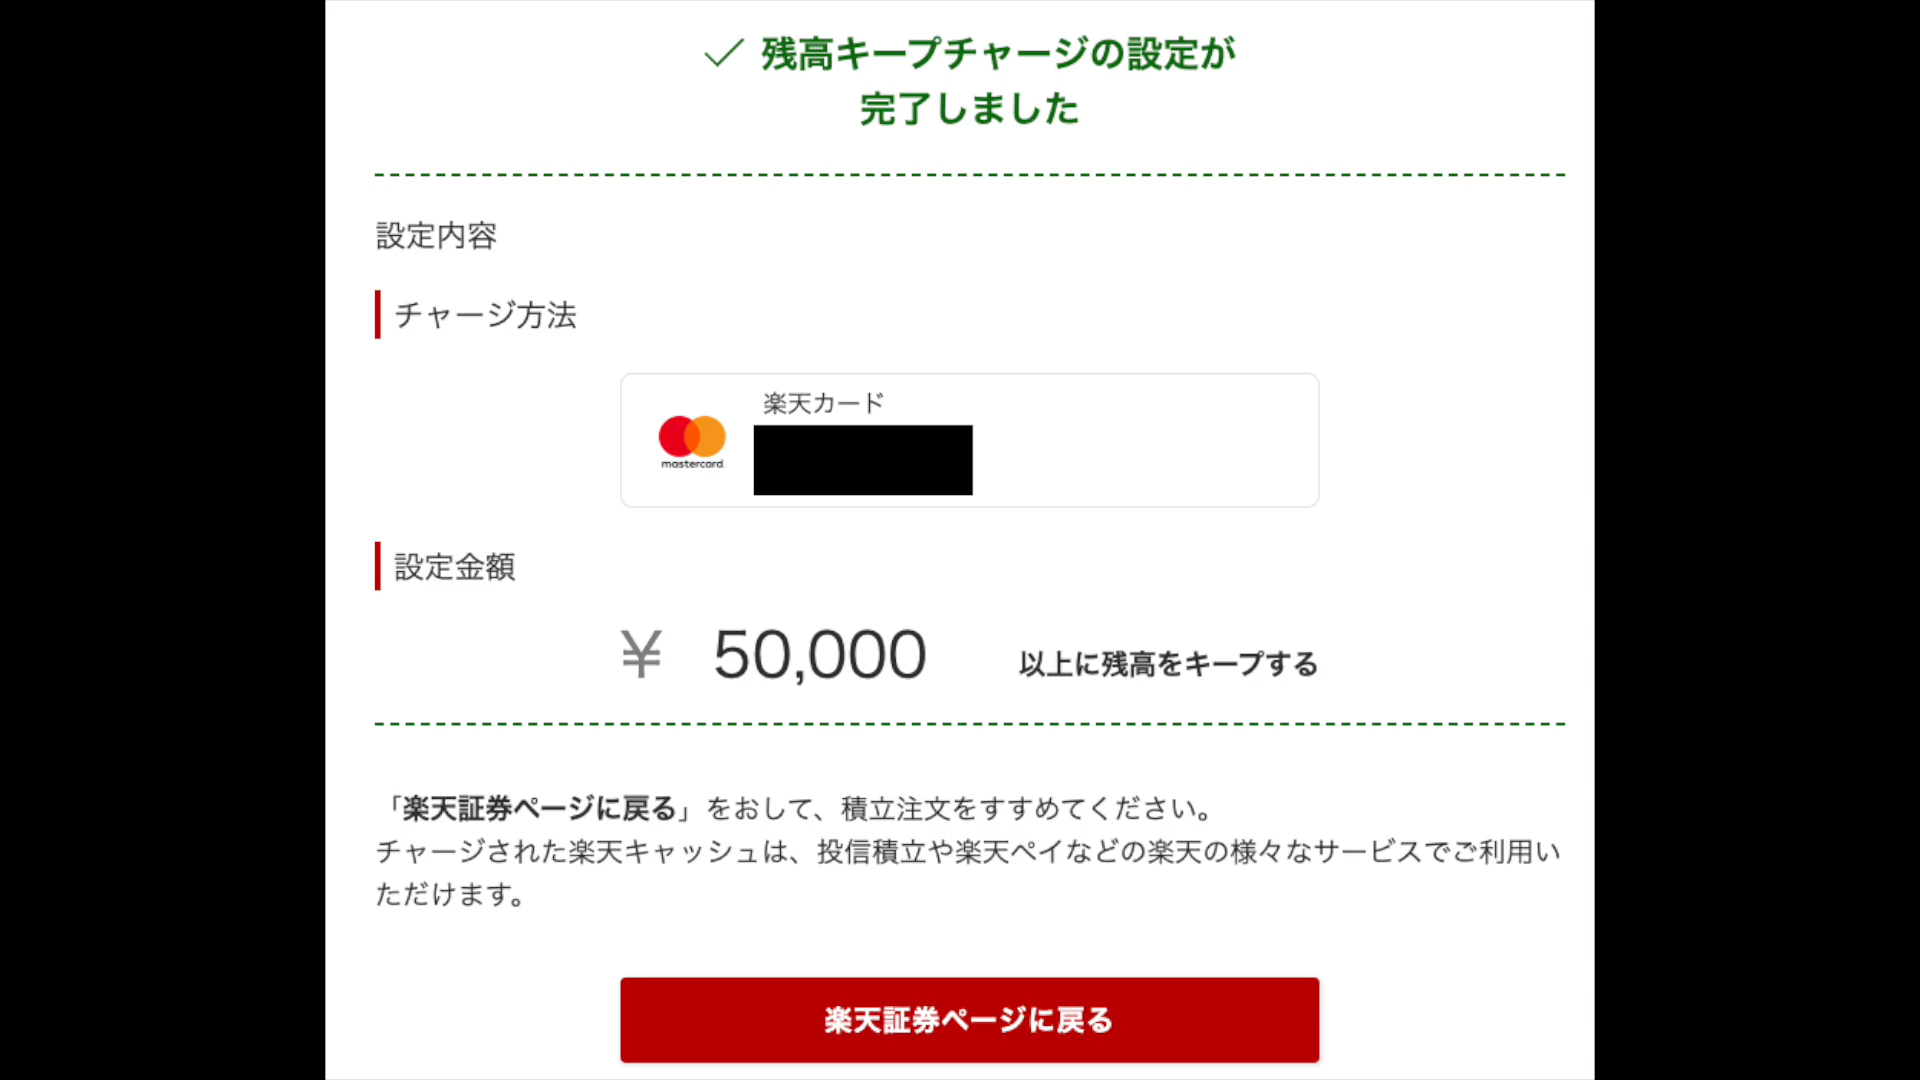 残高キープチャージの設定が
完了しました
設定内容
チャージ方法
楽天カード
mastercard.
設定金額
¥ 50,000 以上に残高をキープする
「楽天証券ページに戻る」をおして、積立注文をすすめてください。
チャージされた楽天キャッシュは、投信積立や楽天ペイなどの楽天の様々なサービスでご利用い
ただけます。
楽天証券ページに戻る